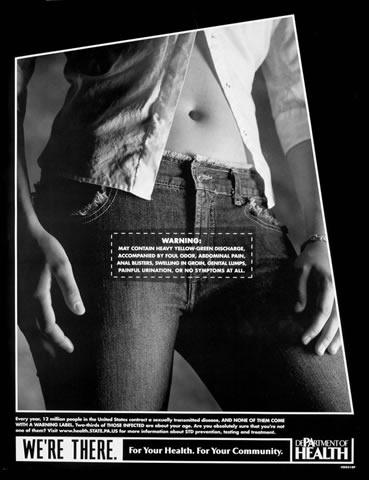 WARNING:
MAY CONTAIN HEAVY YELLOW-GREEN DISCHARGE,
ACCOMPANIED BY FOUL ODOR, ABDOMINAL PAIN,
ANAL BLISTERS, SWELLING IN GROIN, GENITAL LUMPS,
PAINFUL URINATION, OR NO SYMPTOMS AT ALL.
Every year, 12 million people in the United States contract a sexually transmitted disease, AND NONE OF THEM COME
WITH A WARNING LABEL. Two-thirds of THOSE INFECTED are about your age. Are you absolutely sure that you're not
one of them? Visit www.health.STATE.PA.US for more information about STD prevention, testing and treatment.
WE'RE THERE. For Your Health. For Your Community.
DEPARTMENT OF
HEALTH